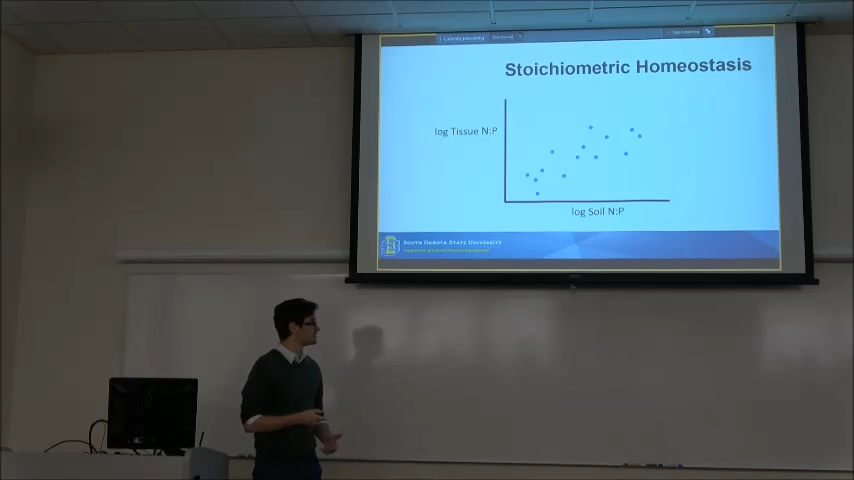 Stoichiometric Homeostasis
log Tissue N:P
log Soil N:P
SOUTH DAKOTA STATE UNIVERSITY